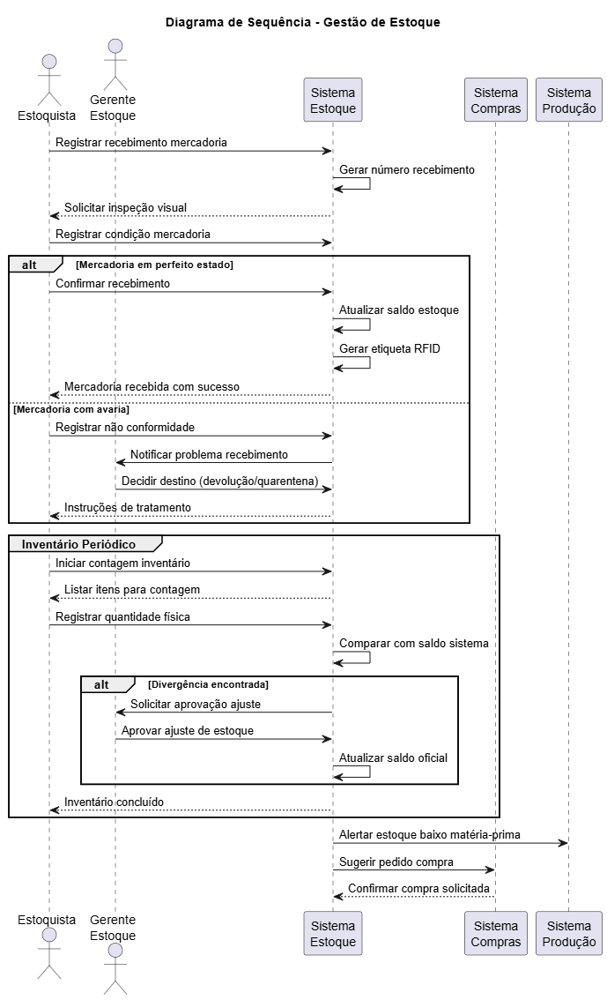 Diagrama de Sequência - Gestão de Estoque
Estoquista
Gerente
Estoque
Sistema
Estoque
Sistema
Compras
Sistema
Produção
Registrar recebimento mercadoria
Gerar número recebimento
Solicitar inspeção visual
Registrar condição mercadoria
alt [Mercadoria em perfeito estado]
Confirmar recebimento
Atualizar saldo estoque
Gerar etiqueta RFID
Mercadoria recebida com sucesso
[Mercadoria com avaria]
Registrar não conformidade
Notificar problema recebimento
Decidir destino (devolução/quarentena)
Instruções de tratamento
Inventário Periódico
Iniciar contagem inventário
Listar itens para contagem
Registrar quantidade física
Comparar com saldo sistema
alt [Divergência encontrada]
Solicitar aprovação ajuste
Aprovar ajuste de estoque
Atualizar saldo oficial
Inventário concluído
Alertar estoque baixo matéria-prima
Sugerir pedido compra
Confirmar compra solicitada
Estoquista
Gerente
Estoque
Sistema
Estoque
Sistema
Compras
Sistema
Produção